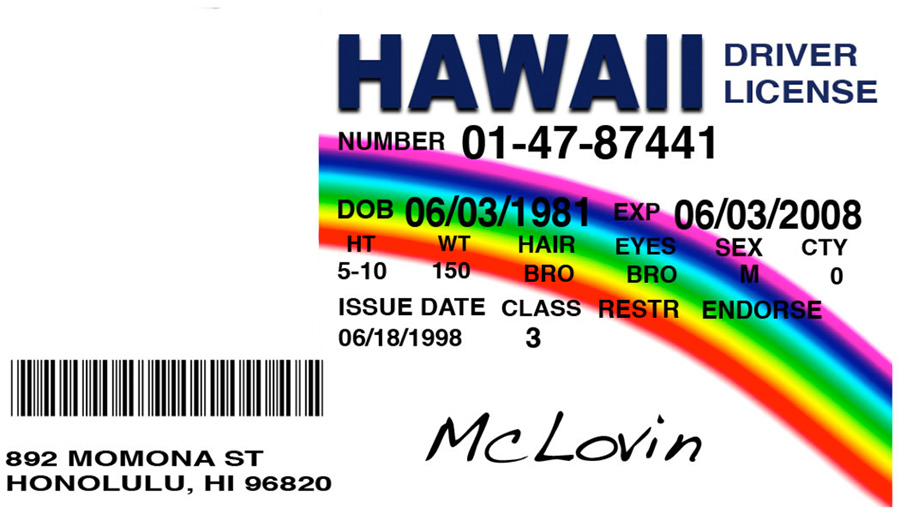 HAWAII DRIVER LICENSE
NUMBER 01-47-87441
DOB 06/03/1981 EXP 06/03/2008
HT WT HAIR EYES SEX CTY
5-10 150 BRO BRO M 0
ISSUE DATE CLASS RESTR ENDORSE
06/18/1998 3
McLovin
892 MOMONA ST
HONOLULU, HI 96820